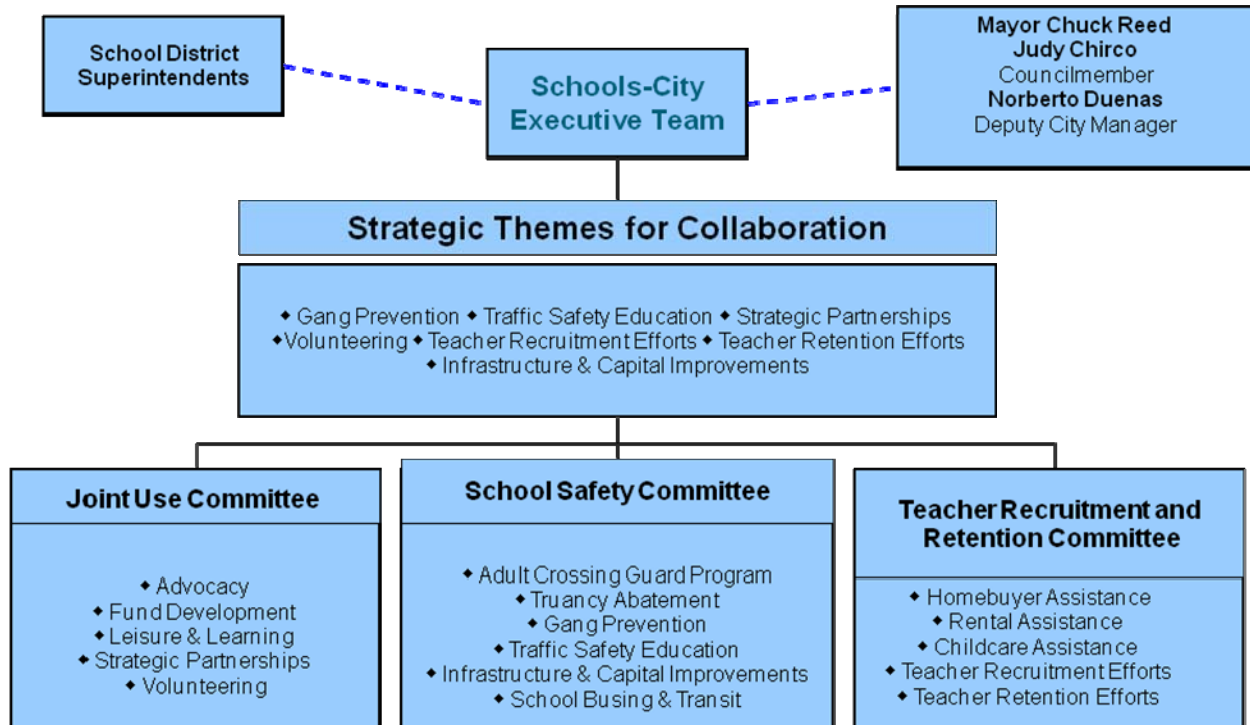 School District
Superintendents
Schools-City
Executive Team
Mayor Chuck Reed
Judy Chirco
Councilmember
Norberto Duenas
Deputy City Manager
Strategic Themes for Collaboration
◆ Gang Prevention ◆ Traffic Safety Education ◆ Strategic Partnerships
◆Volunteering ◆ Teacher Recruitment Efforts ◆ Teacher Retention Efforts
◆ Infrastructure & Capital Improvements
Joint Use Committee
◆ Advocacy
◆ Fund Development
◆ Leisure & Learning
◆ Strategic Partnerships
◆ Volunteering
School Safety Committee
◆ Adult Crossing Guard Program
◆ Truancy Abatement
◆ Gang Prevention
◆ Traffic Safety Education
◆ Infrastructure & Capital Improvements
◆ School Busing & Transit
Teacher Recruitment and
Retention Committee
◆ Homebuyer Assistance
◆ Rental Assistance
◆ Childcare Assistance
◆ Teacher Recruitment Efforts
◆ Teacher Retention Efforts